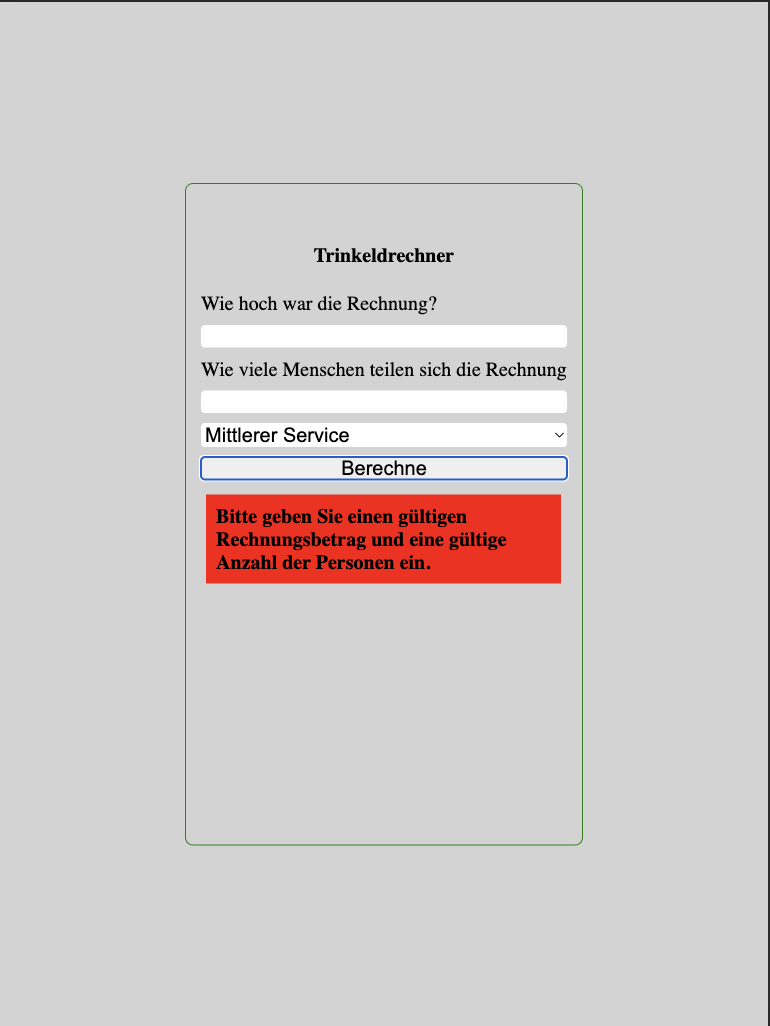 Trinkeldrechner
Wie hoch war die Rechnung?
Wie viele Menschen teilen sich die Rechnung
Mittlerer Service
Berechne
Bitte geben Sie einen gültigen
Rechnungsbetrag und eine gültige
Anzahl der Personen ein.